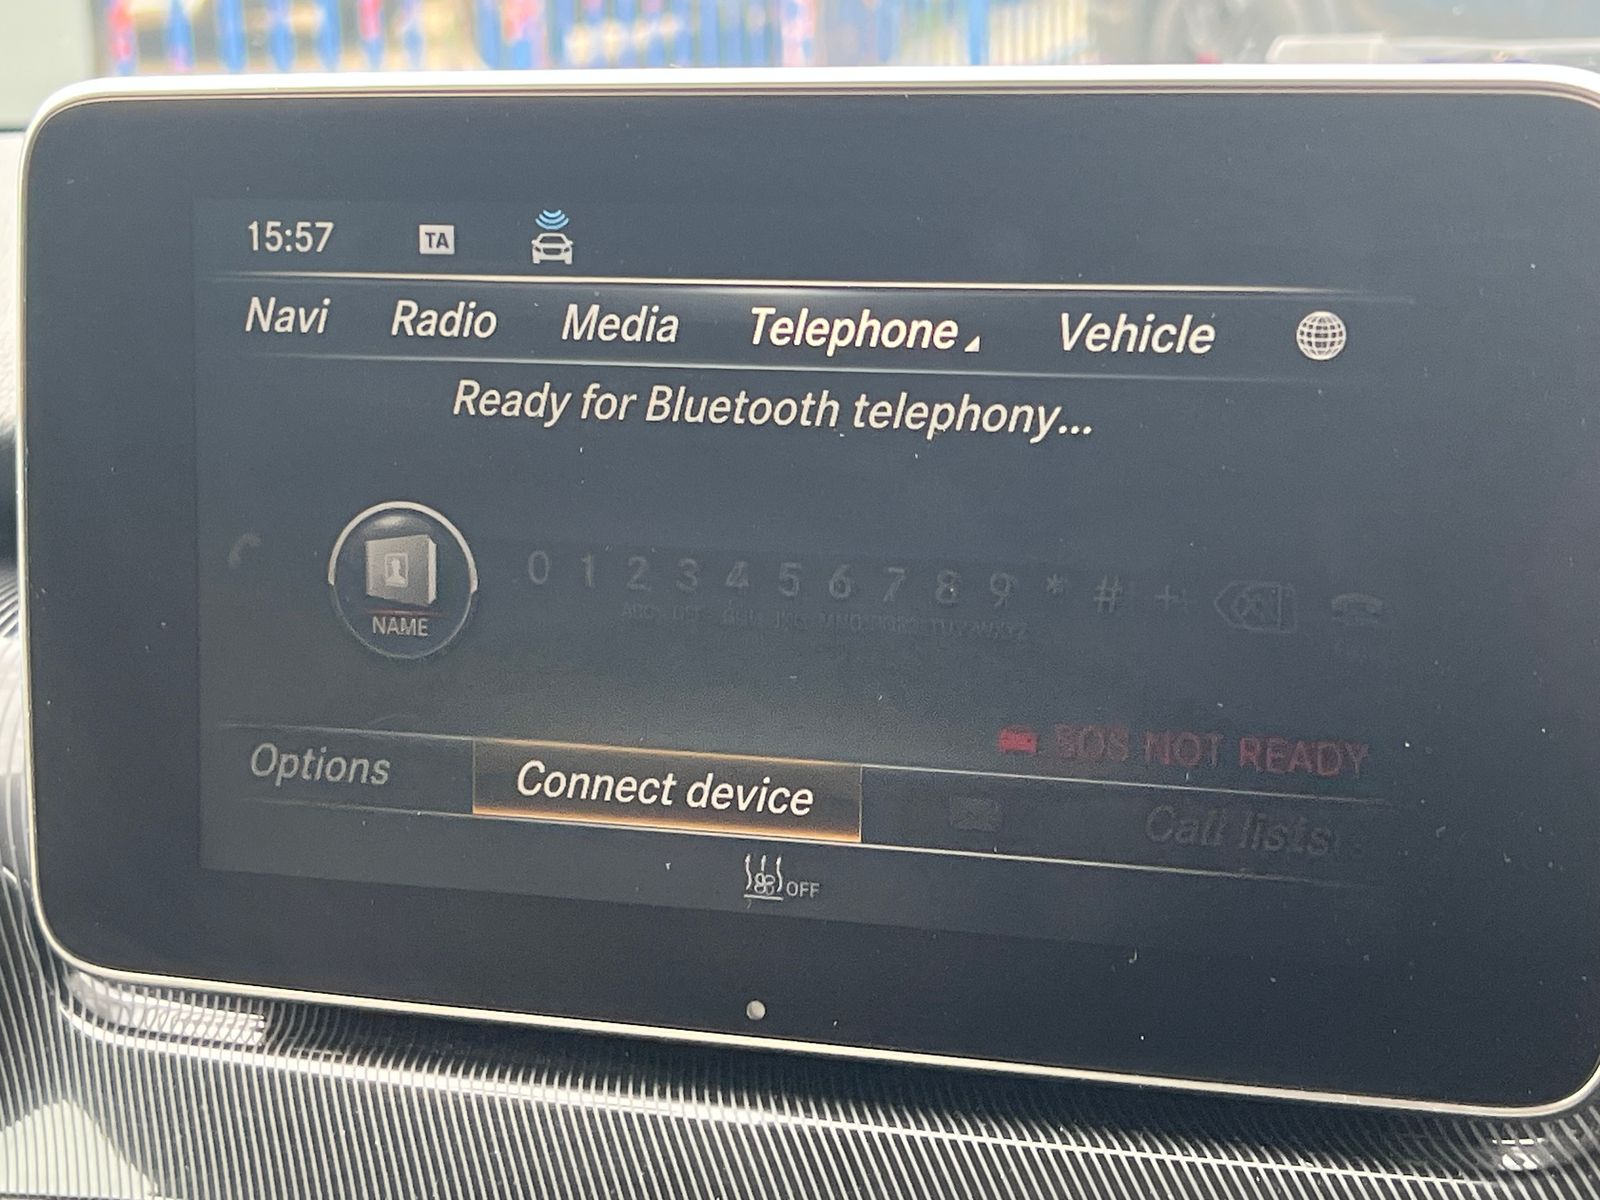 15:57 TA
Navi Radio Media Telephone Vehicle
Ready for Bluetooth telephony...
0 1 2 3 4 5 6 7 8 9 * # +
NAME
SOS NOT READY
Options Connect device Call lists
OFF